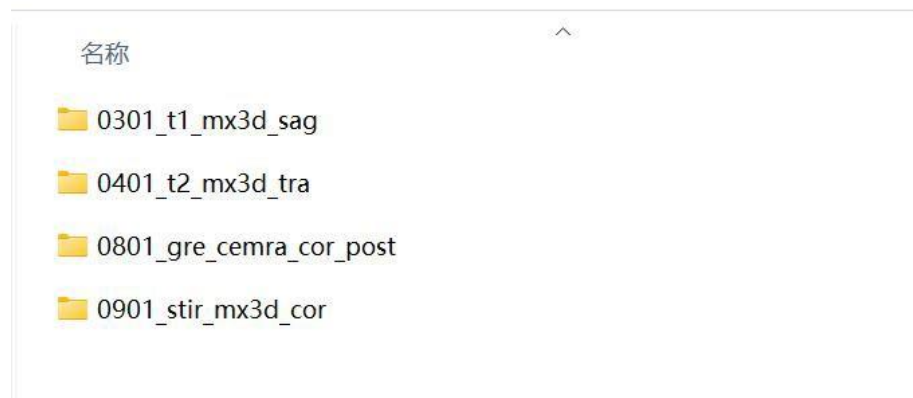 名称
0301_t1_mx3d_sag
0401_t2_mx3d_tra
0801_gre_cemra_cor_post
0901_stir_mx3d_cor